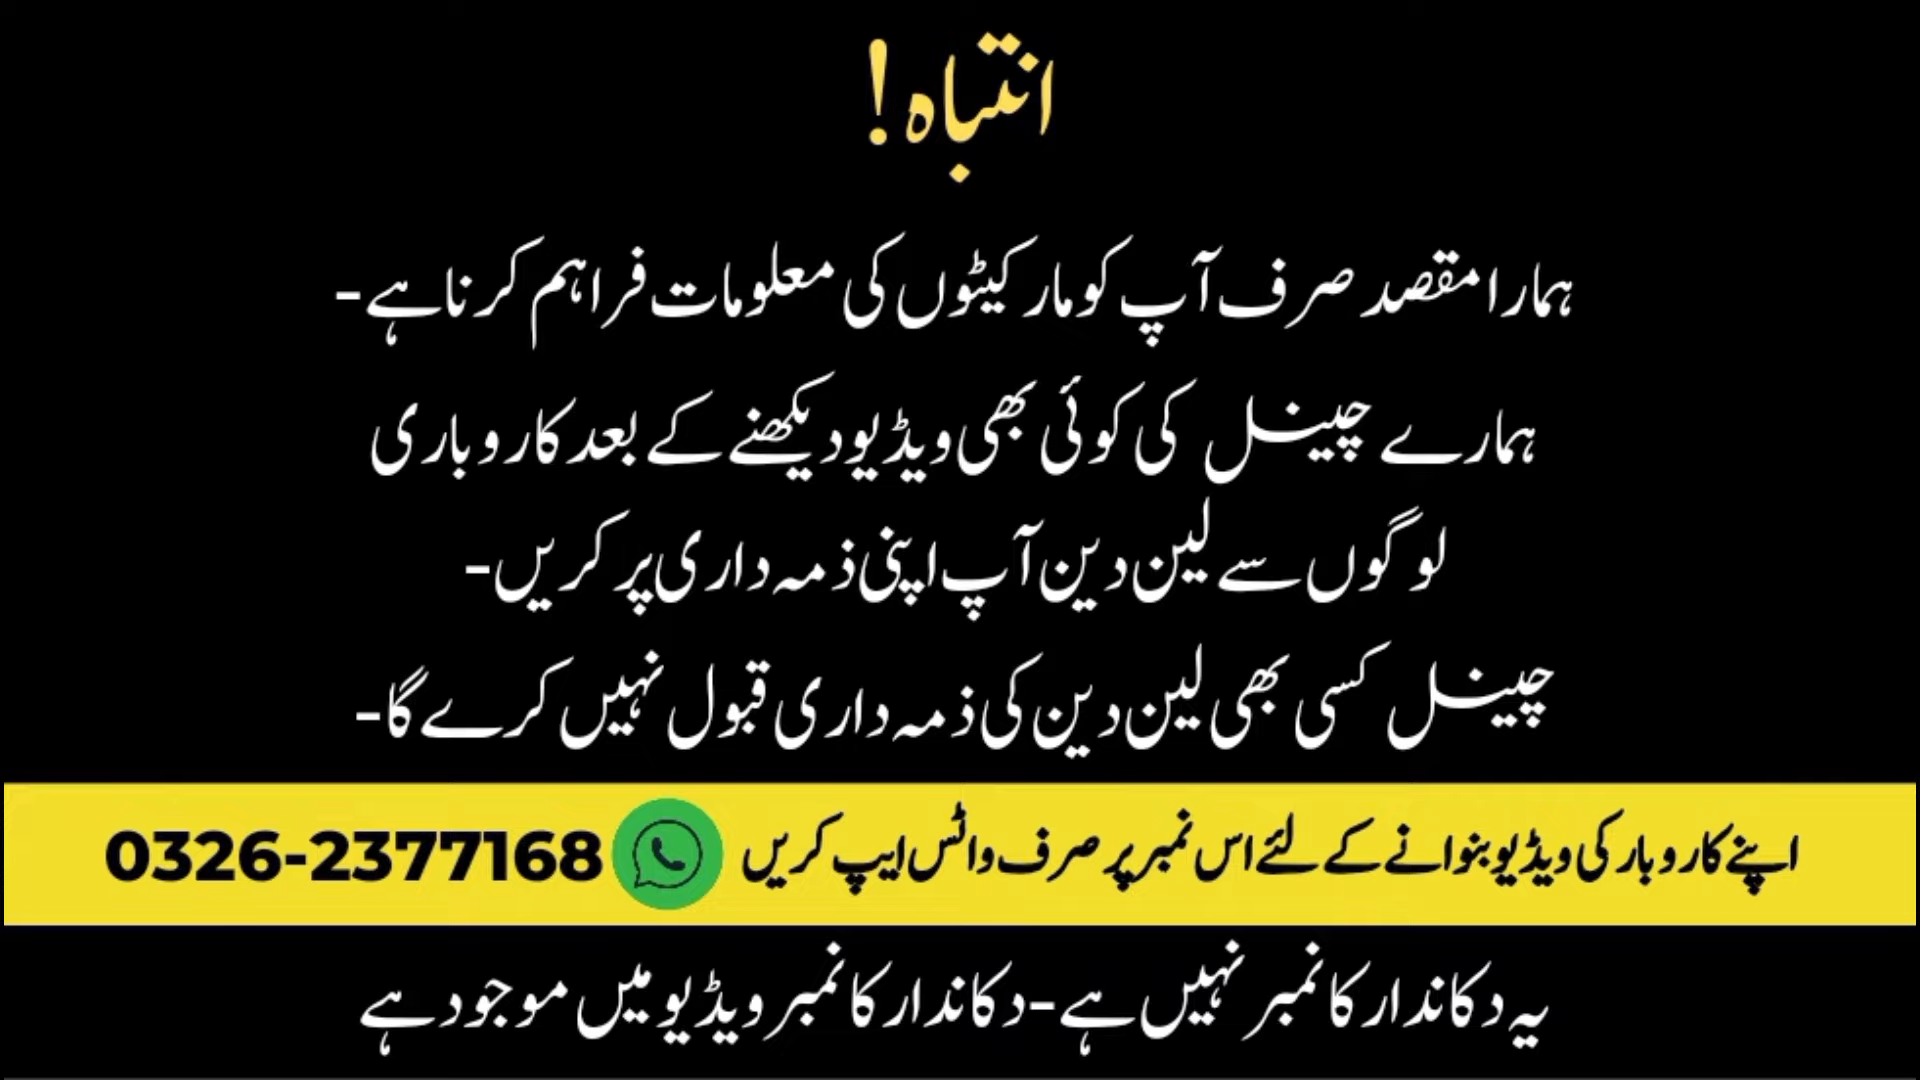 انتباہ!
ہمارا مقصد صرف آپ کو مارکیٹوں کی معلومات فراہم کرنا ہے-
ہمارے چینل کی کوئی بھی ویڈیو دیکھنے کے بعد کاروباری
لوگوں سے لین دین آپ اپنی ذمہ داری پر کریں-
چینل کسی بھی لین دین کی ذمہ داری قبول نہیں کرے گا-
اپنے کاروبار کی ویڈیو بنوانے کے لئے اس نمبر پر صرف واٹس ایپ کریں 0326-2377168
یہ دکاندار کا نمبر نہیں ہے-دکاندار کا نمبر ویڈیو میں موجود ہے